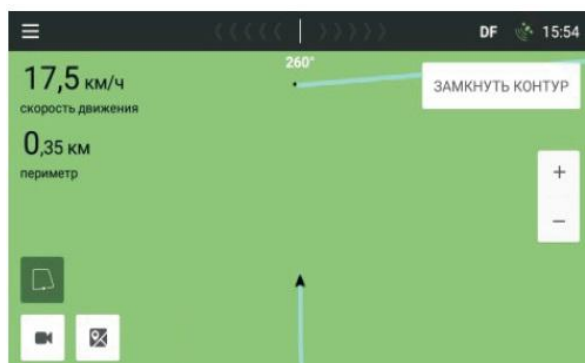 DF 15:54
260°
17,5 км/ч
скорость движения
ЗАМКНУТЬ КОНТУР
0,35 км
периметр
+
−